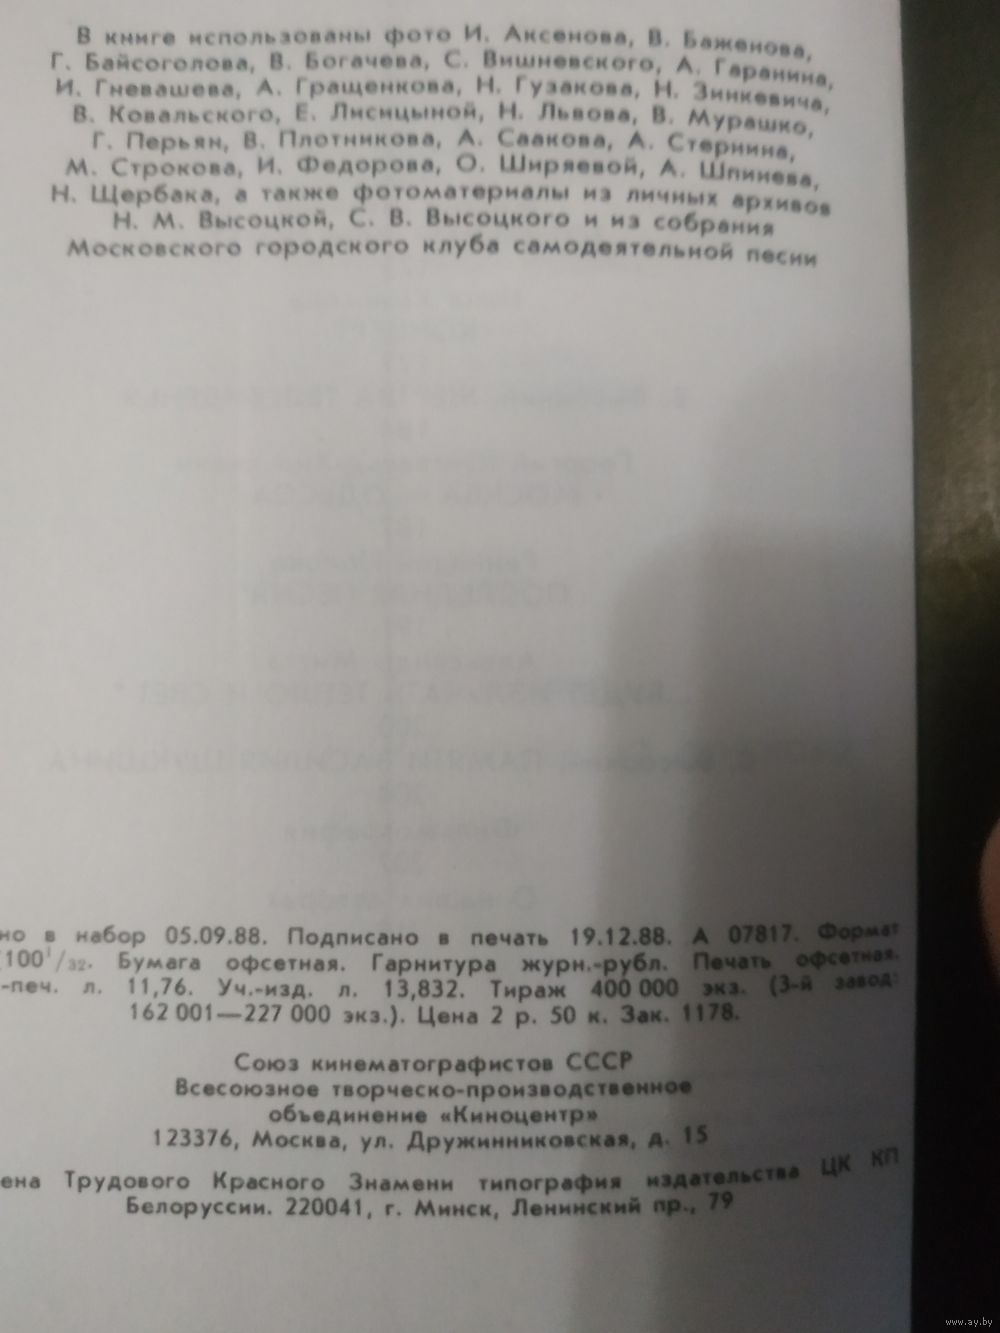 В книге использованы фото И. Аксенова, В. Баженова,
Г. Байсоголова, В. Богачева, С. Вишневского, А. Гаранина,
И. Гневашева, А. Гращенкова, Н. Гузакова, Н. Зинкевича,
В. Ковальского, Е. Лисицыной, Н. Львова, В. Мурашко,
Г. Перьян, В. Плотникова, А. Саакова, А. Стернина,
М. Строкова, И. Федорова, О. Ширяевой, А. Шпинева,
Н. Щербака, а также фотоматериалы из личных архивов
Н. М. Высоцкой, С. В. Высоцкого и из собрания
Московского городского клуба самодеятельной песни
но в набор 05.09.88. Подписано в печать 19.12.88. А 07817. Формат
100 1/32. Бумага офсетная. Гарнитура журн.-рубл. Печать офсетная.
-печ. л. 11,76. Уч.-изд. л. 13,832. Тираж 400 000 экз. (3-й завод:
162 001—227 000 экз.). Цена 2 р. 50 к. Зак. 1178.
Союз кинематографистов СССР
Всесоюзное творческо-производственное
объединение «Киноцентр»
123376, Москва, ул. Дружинниковская, д. 15
ена Трудового Красного Знамени типография издательства ЦК КП
Белоруссии. 220041, г. Минск, Ленинский пр., 79
www.ay.by